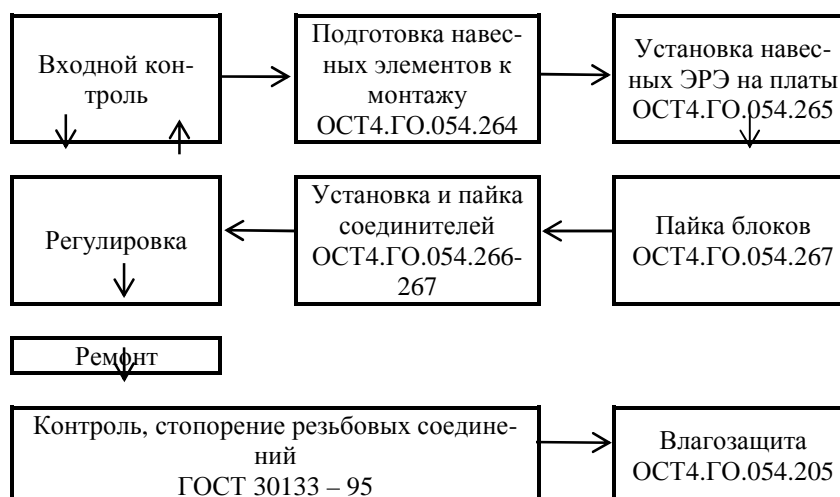 Входной кон-
троль
Подготовка навес-
ных элементов к
монтажу
ОСТ4.ГО.054.264
Установка навес-
ных ЭРЭ на платы
ОСТ4.ГО.054.265
Регулировка
Установка и пайка
соединителей
ОСТ4.ГО.054.266-
267
Пайка блоков
ОСТ4.ГО.054.267
Ремонт
Контроль, стопорение резьбовых соедине-
ний
ГОСТ 30133 – 95
Влагозащита
ОСТ4.ГО.054.205